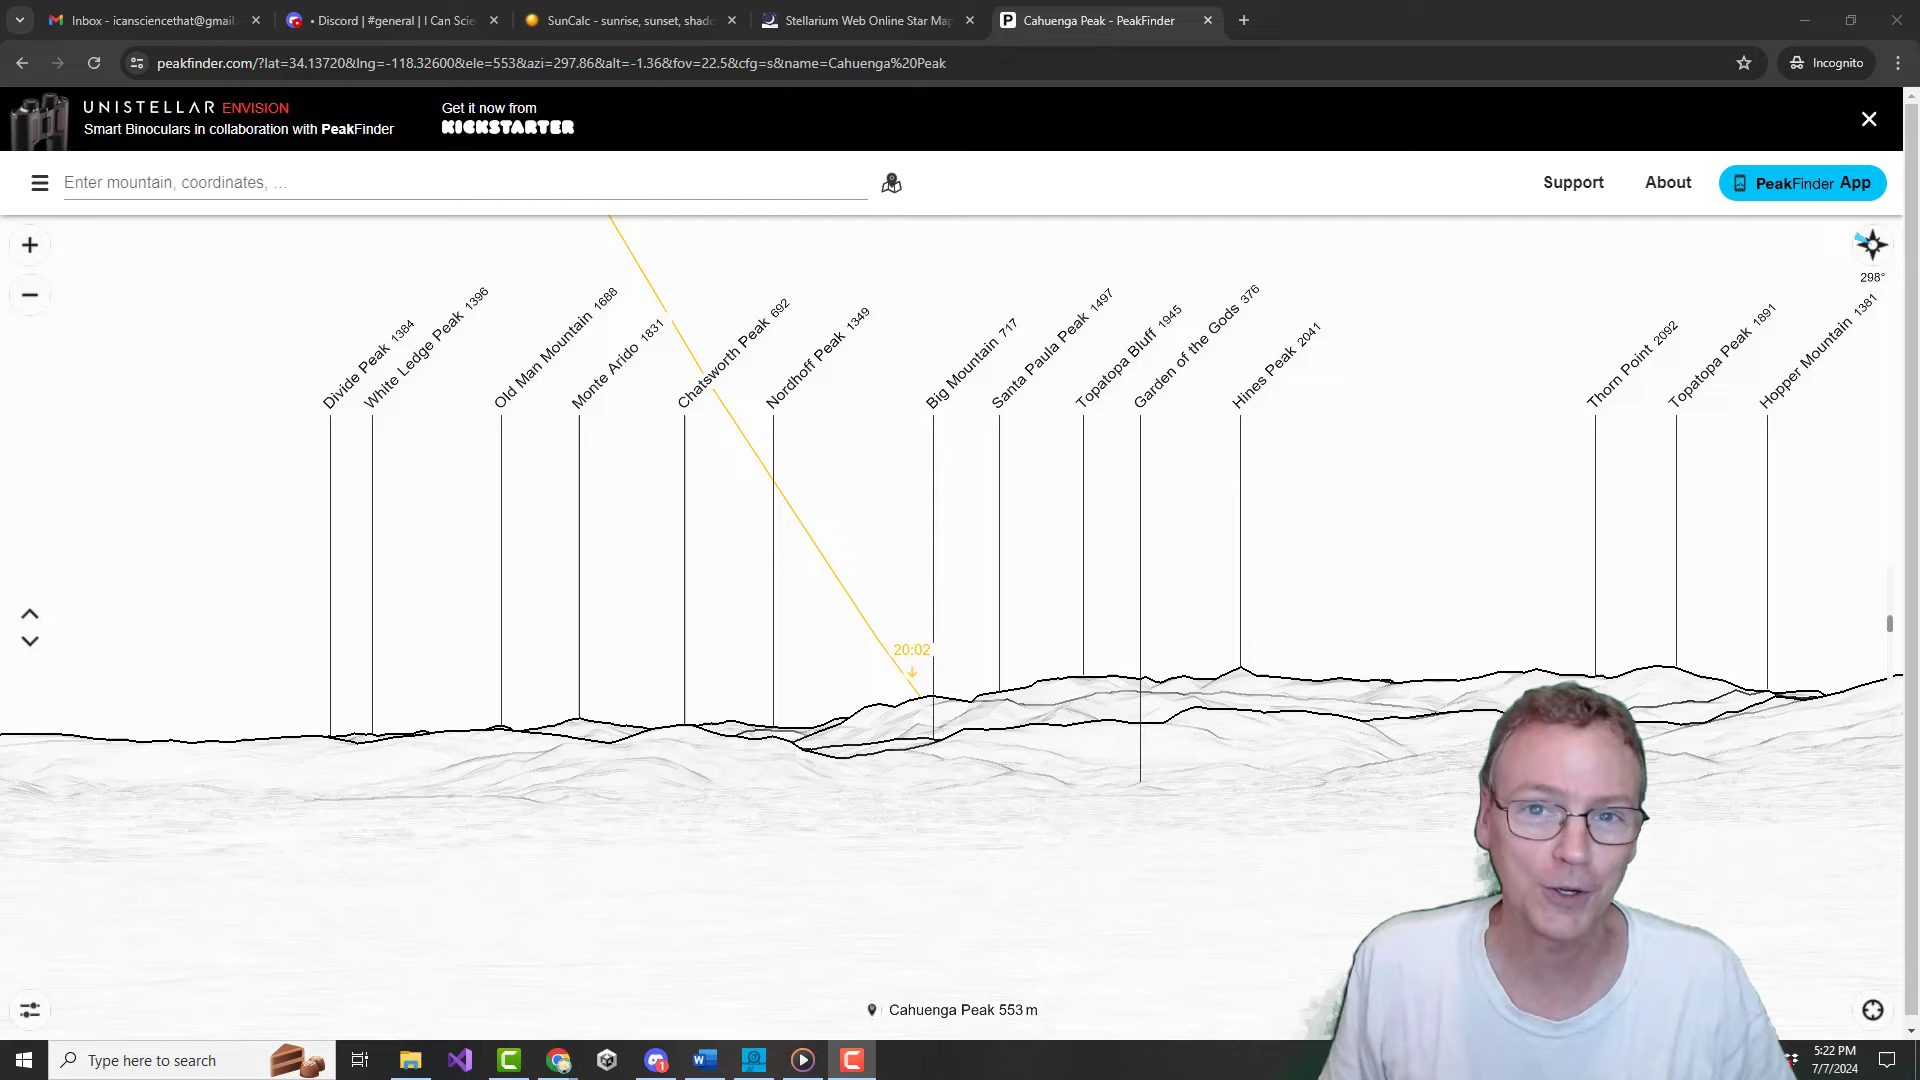 Inbox - icansciencethat@gmail.
• Discord | #general | I Can Scie
SunCalc - sunrise, sunset, shado
Stellarium Web Online Star Map
Cahuenga Peak - PeakFinder
peakfinder.com/?lat=34.13720&lng=-118.32600&ele=553&azi=297.86&alt=-1.36&fov=22.5&cfg=s&name=Cahuenga%20Peak
Incognito
UNISTELLAR ENVISION
Smart Binoculars in collaboration with PeakFinder
Get it now from
KICKSTARTER
Enter mountain, coordinates, ...
Support
About
PeakFinder App
298°
Divide Peak 1384
White Ledge Peak 1396
Old Man Mountain 1688
Monte Arido 1831
Chatsworth Peak 692
Nordhoff Peak 1349
Big Mountain 717
Santa Paula Peak 1497
Topatopa Bluff 1945
Garden of the Gods 376
Hines Peak 2041
Thorn Point 2092
Topatopa Peak 1891
Hopper Mountain 1381
20:02
Cahuenga Peak 553 m
Type here to search
1
5:22 PM
7/7/2024